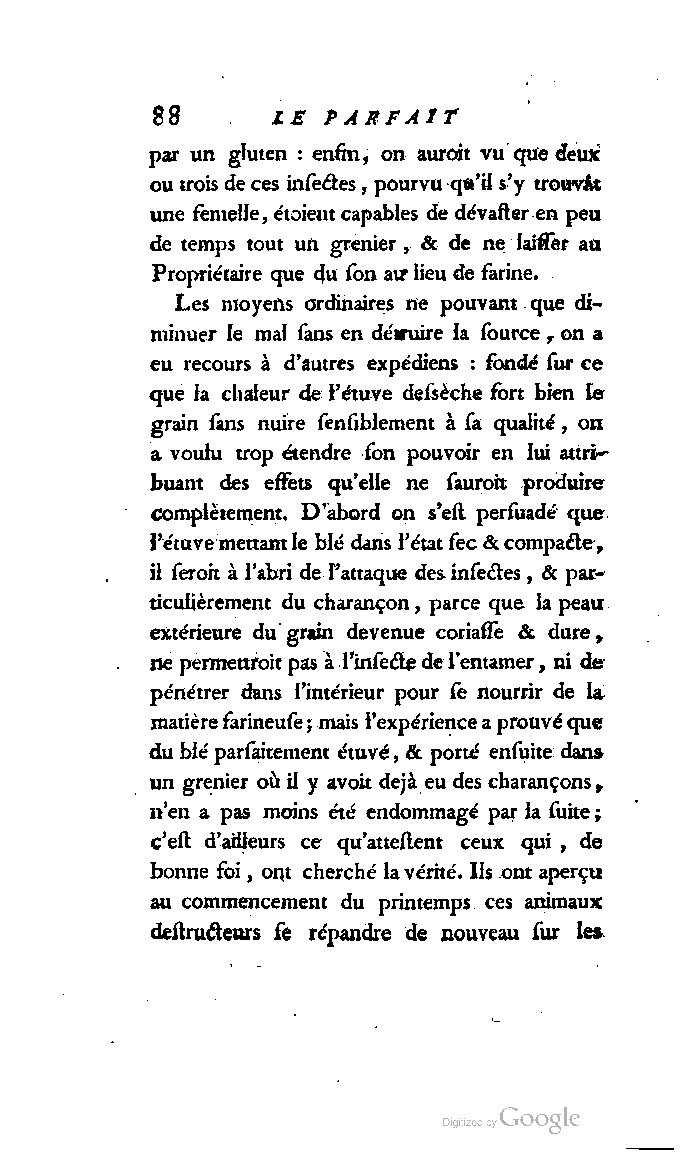 88 LE PARFAIT
par un gluten : enfin, on auroit vu que deux
ou trois de ces inſectes, pourvu qu'il s'y trouvât
une femelle, étoient capables de dévaſter en peu
de temps tout un grenier, & de ne laiſſer au
Propriétaire que du ſon au lieu de farine.
Les moyens ordinaires ne pouvant que di-
minuer le mal ſans en détruire la ſource, on a
eu recours à d'autres expédiens : fondé ſur ce
que la chaleur de l'étuve deſsèche fort bien le
grain ſans nuire ſenſiblement à ſa qualité, on
a voulu trop étendre ſon pouvoir en lui attri-
buant des effets qu'elle ne ſauroit produire
complètement. D'abord on s'eſt perſuadé que
l'étuve mettant le blé dans l'état ſec & compacte,
il ſeroit à l'abri de l'attaque des inſectes, & par-
ticulièrement du charançon, parce que la peau
extérieure du grain devenue coriaſſe & dure,
ne permettroit pas à l'inſecte de l'entamer, ni de
pénétrer dans l'intérieur pour ſe nourrir de la
matière farineuſe; mais l'expérience a prouvé que
du blé parfaitement étuvé, & porté enſuite dans
un grenier où il y avoit dejà eu des charançons,
n'en a pas moins été endommagé par la ſuite;
c'eſt d'ailleurs ce qu'atteſtent ceux qui, de
bonne foi, ont cherché la vérité. Ils ont aperçu
au commencement du printemps ces animaux
deſtructeurs ſe répandre de nouveau ſur les
Digitized by Google